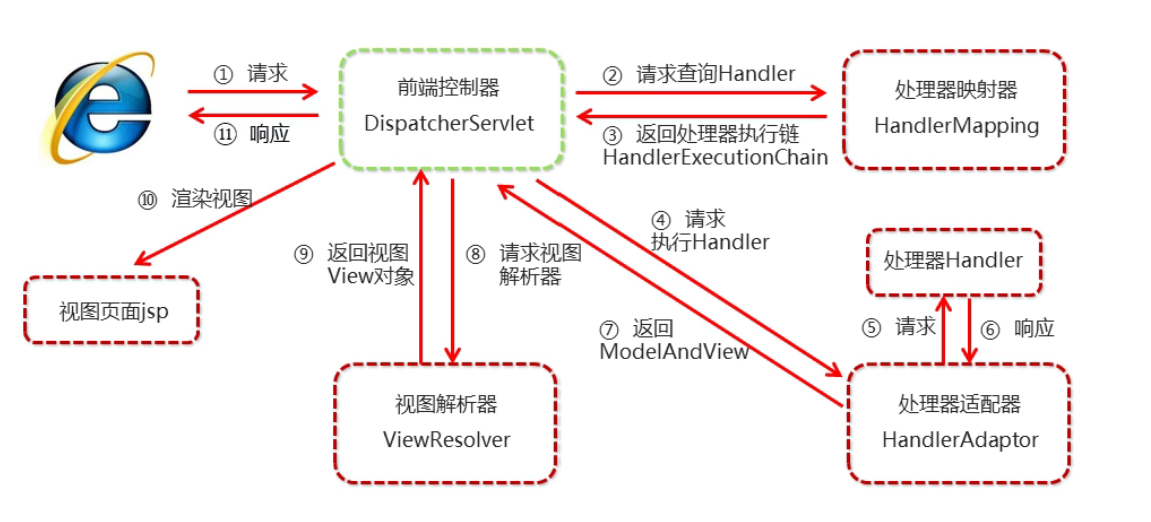 ① 请求
⑪ 响应
前端控制器
DispatcherServlet
② 请求查询Handler
③ 返回处理器执行链
HandlerExecutionChain
处理器映射器
HandlerMapping
⑩ 渲染视图
视图页面jsp
⑨ 返回视图
View对象
⑧ 请求视图
解析器
④ 请求
执行Handler
⑦ 返回
ModelAndView
处理器Handler
⑤ 请求
⑥ 响应
视图解析器
ViewResolver
处理器适配器
HandlerAdaptor